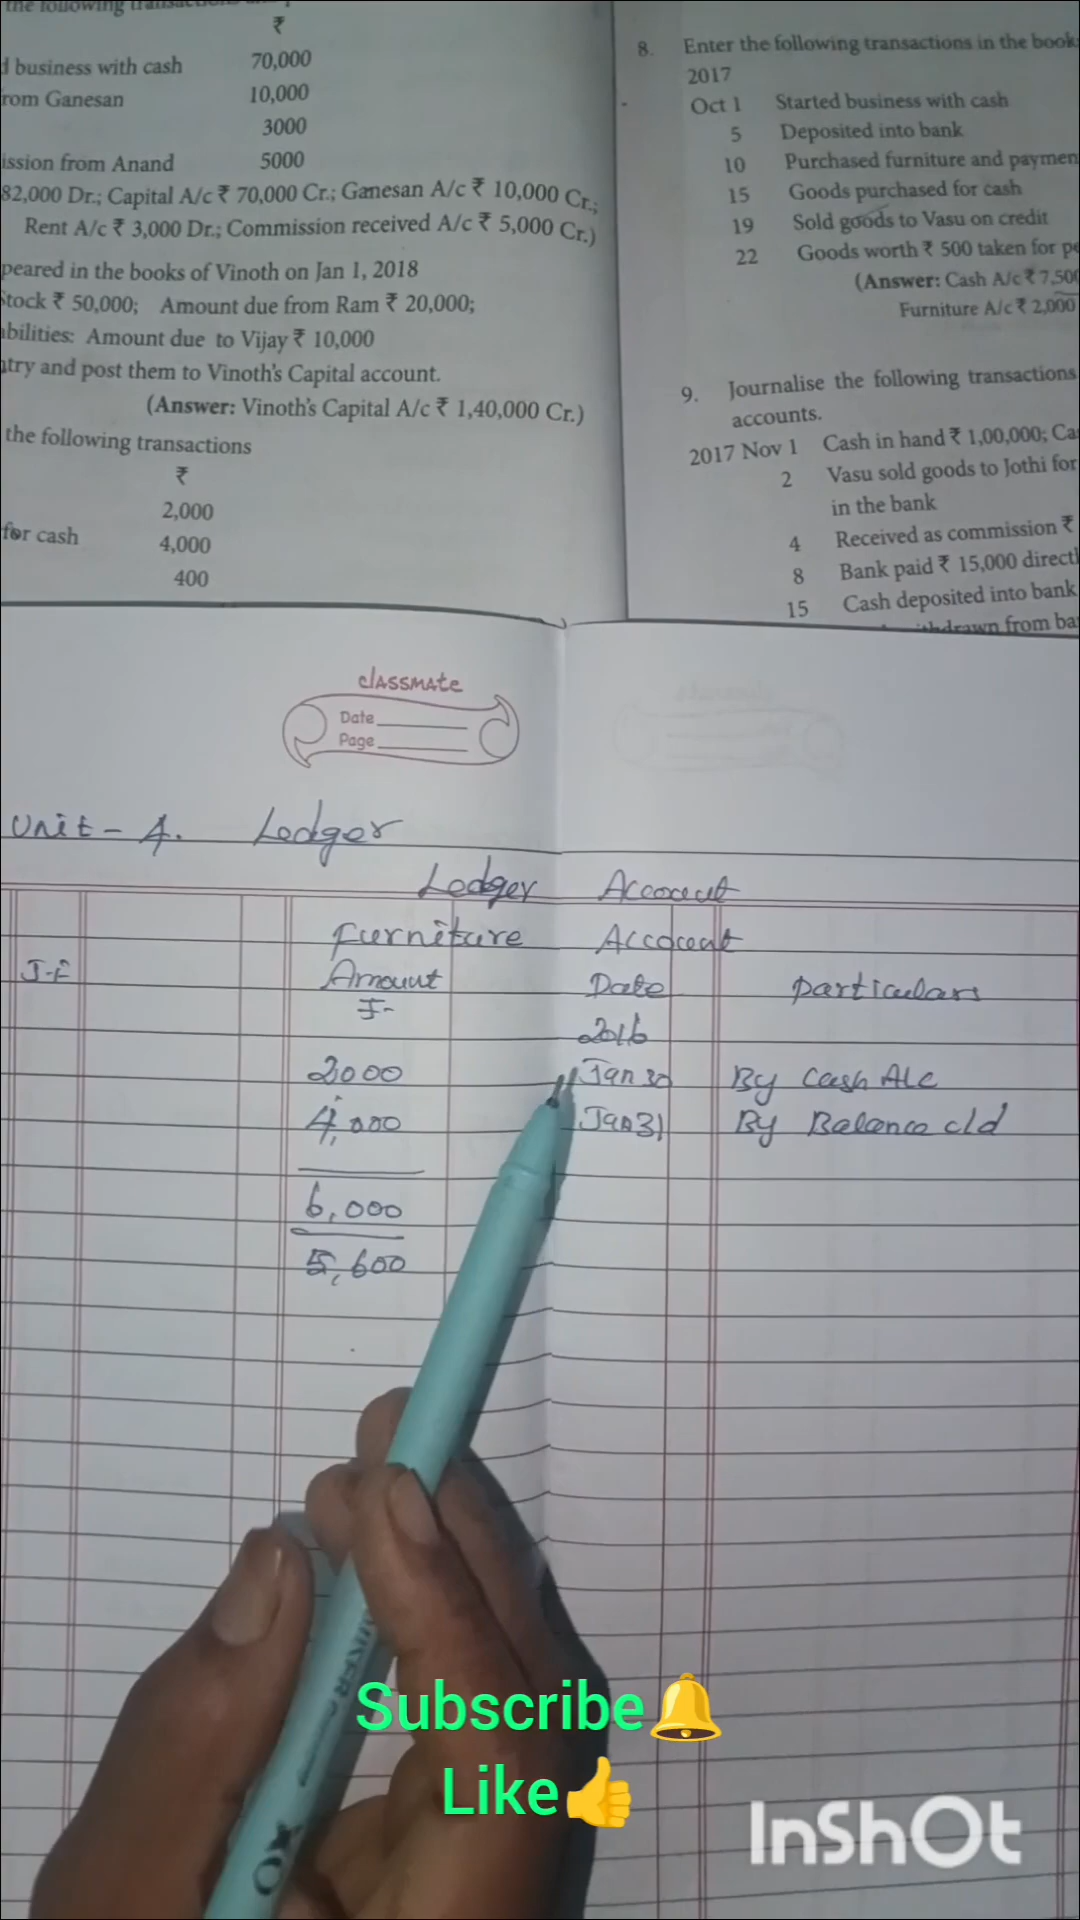 the following
₹
d business with cash 70,000
rom Ganesan 10,000
3000
ission from Anand 5000
82,000 Dr.; Capital A/c ₹ 70,000 Cr.; Ganesan A/c ₹ 10,000 Cr.;
Rent A/c ₹ 3,000 Dr.; Commission received A/c ₹ 5,000 Cr.)
peared in the books of Vinoth on Jan 1, 2018
Stock ₹ 50,000; Amount due from Ram ₹ 20,000;
abilities: Amount due to Vijay ₹ 10,000
ntry and post them to Vinoth's Capital account.
(Answer: Vinoth's Capital A/c ₹ 1,40,000 Cr.)
the following transactions
₹
2,000
for cash 4,000
400
8. Enter the following transactions in the book
2017
Oct 1 Started business with cash
5 Deposited into bank
10 Purchased furniture and paymen
15 Goods purchased for cash
19 Sold goods to Vasu on credit
22 Goods worth ₹ 500 taken for pe
(Answer: Cash A/c ₹ 7,500
Furniture A/c ₹ 2,000
9. Journalise the following transactions
accounts.
2017 Nov 1 Cash in hand ₹ 1,00,000; Ca
2 Vasu sold goods to Jothi for
in the bank
4 Received as commission ₹
8 Bank paid ₹ 15,000 directl
15 Cash deposited into bank
withdrawn from ba
classmate
Date
Page
Unit - 4. Ledger
Ledger Account
Furniture Account
J.F Amount Date Particulars
₹
2016
2000 Jan 30 By Cash A/c
4,000 Jan 31 By Balance c/d
6,000
5,600
Subscribe🔔
Like👍
InShOt